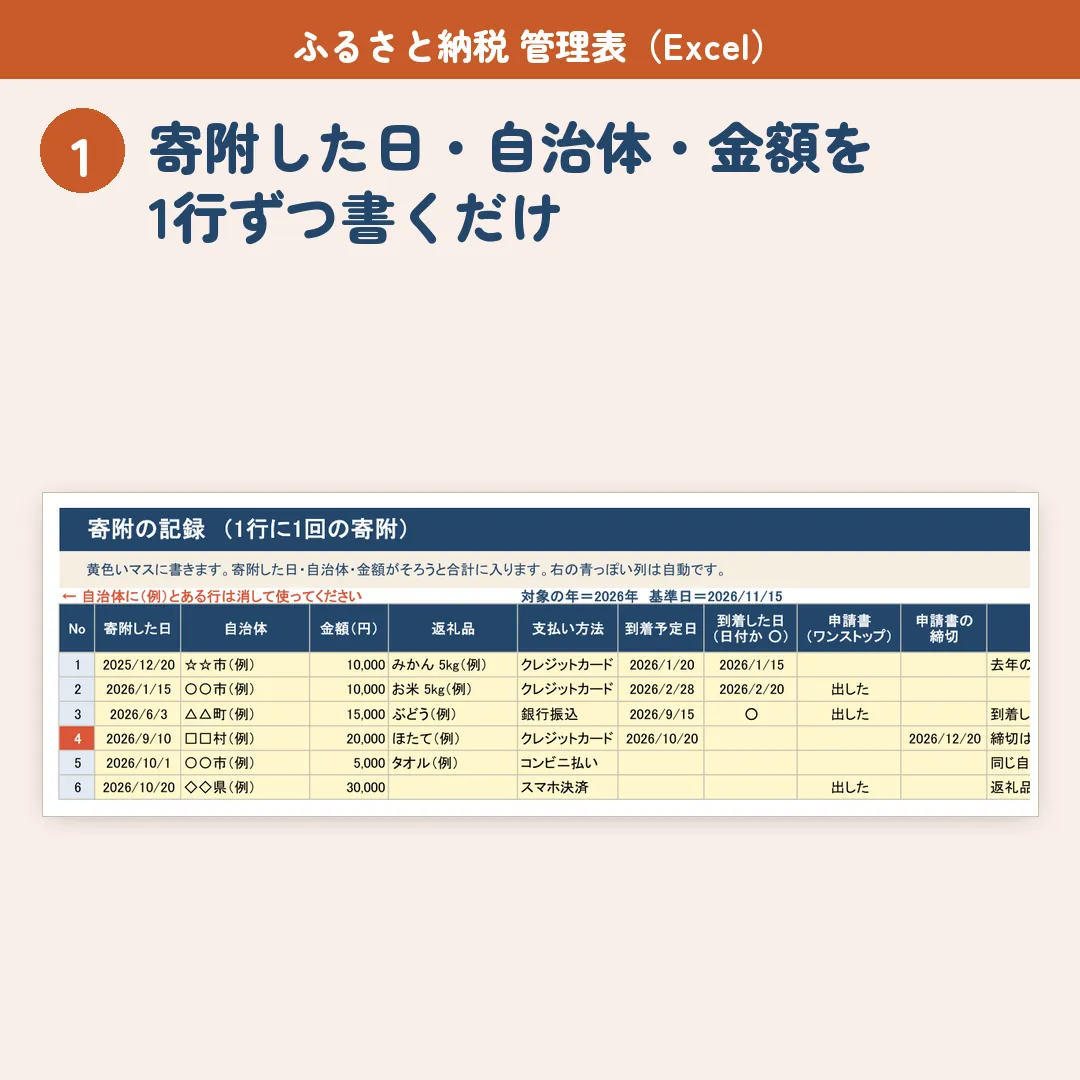 ふるさと納税 管理表（Excel）
1 寄附した日・自治体・金額を
1行ずつ書くだけ
寄附の記録 （1行に1回の寄附）
黄色いマスに書きます。寄附した日・自治体・金額がそろうと合計に入ります。右の青っぽい列は自動です。
← 自治体に（例）とある行は消して使ってください 対象の年＝2026年 基準日＝2026/11/15
No 寄附した日 自治体 金額（円） 返礼品 支払い方法 到着予定日 到着した日（日付か 〇） 申請書（ワンストップ） 申請書の締切
1 2025/12/20 ☆☆市（例） 10,000 みかん 5kg（例） クレジットカード 2026/1/20 2026/1/15 去年の
2 2026/1/15 〇〇市（例） 10,000 お米 5kg（例） クレジットカード 2026/2/28 2026/2/20 出した
3 2026/6/3 △△町（例） 15,000 ぶどう（例） 銀行振込 2026/9/15 〇 出した 到着し
4 2026/9/10 □□村（例） 20,000 ほたて（例） クレジットカード 2026/10/20 2026/12/20 締切は
5 2026/10/1 〇〇市（例） 5,000 タオル（例） コンビニ払い 同じ自
6 2026/10/20 ◇◇県（例） 30,000 スマホ決済 出した 返礼品